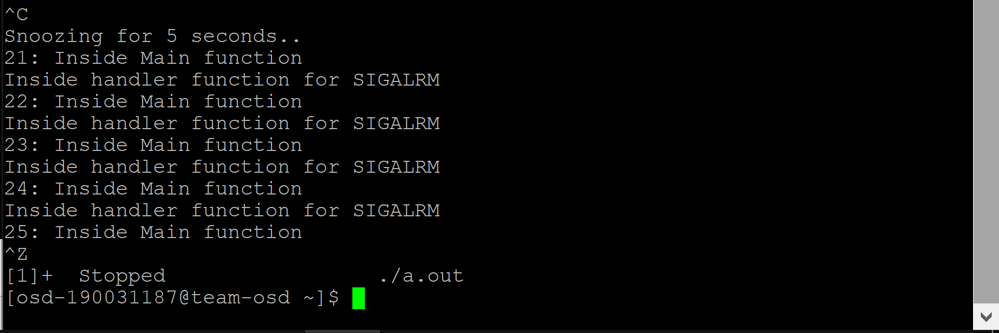 ^C
Snoozing for 5 seconds..
21: Inside Main function
Inside handler function for SIGALRM
22: Inside Main function
Inside handler function for SIGALRM
23: Inside Main function
Inside handler function for SIGALRM
24: Inside Main function
Inside handler function for SIGALRM
25: Inside Main function
^Z
[1]+  Stopped                 ./a.out
[osd-190031187@team-osd ~]$